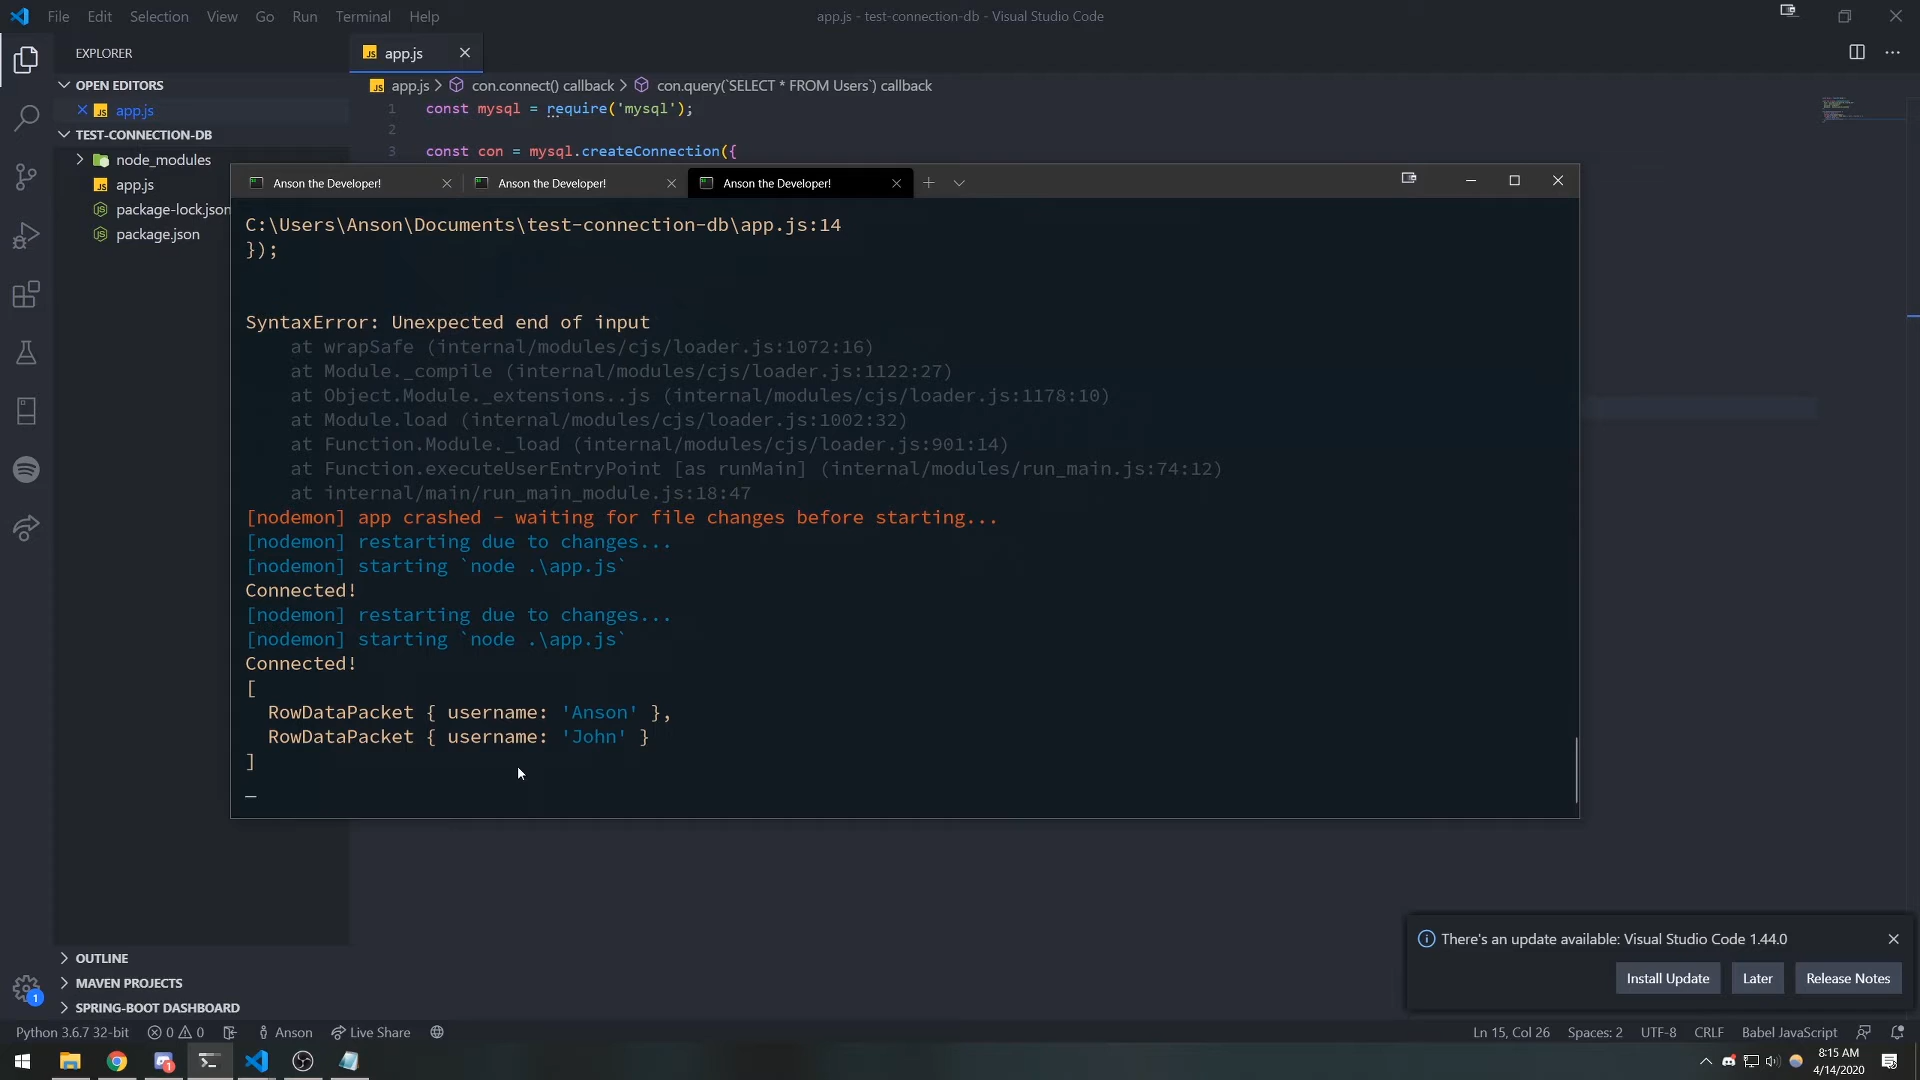 File Edit Selection View Go Run Terminal Help
app.js - test-connection-db - Visual Studio Code
EXPLORER
app.js
OPEN EDITORS
app.js
TEST-CONNECTION-DB
node_modules
app.js
package-lock.json
package.json
app.js > con.connect() callback > con.query(`SELECT * FROM Users`) callback
1 const mysql = require('mysql');
2
3 const con = mysql.createConnection({
Anson the Developer!
Anson the Developer!
Anson the Developer!
C:\Users\Anson\Documents\test-connection-db\app.js:14
});
SyntaxError: Unexpected end of input
at wrapSafe (internal/modules/cjs/loader.js:1072:16)
at Module._compile (internal/modules/cjs/loader.js:1122:27)
at Object.Module._extensions..js (internal/modules/cjs/loader.js:1178:10)
at Module.load (internal/modules/cjs/loader.js:1002:32)
at Function.Module._load (internal/modules/cjs/loader.js:901:14)
at Function.executeUserEntryPoint [as runMain] (internal/modules/run_main.js:74:12)
at internal/main/run_main_module.js:18:47
[nodemon] app crashed - waiting for file changes before starting...
[nodemon] restarting due to changes...
[nodemon] starting `node .\app.js`
Connected!
[nodemon] restarting due to changes...
[nodemon] starting `node .\app.js`
Connected!
[
RowDataPacket { username: 'Anson' },
RowDataPacket { username: 'John' }
]
There's an update available: Visual Studio Code 1.44.0
Install Update
Later
Release Notes
OUTLINE
MAVEN PROJECTS
SPRING-BOOT DASHBOARD
1
Python 3.6.7 32-bit
0 0
Anson
Live Share
Ln 15, Col 26
Spaces: 2
UTF-8
CRLF
Babel JavaScript
8:15 AM
4/14/2020